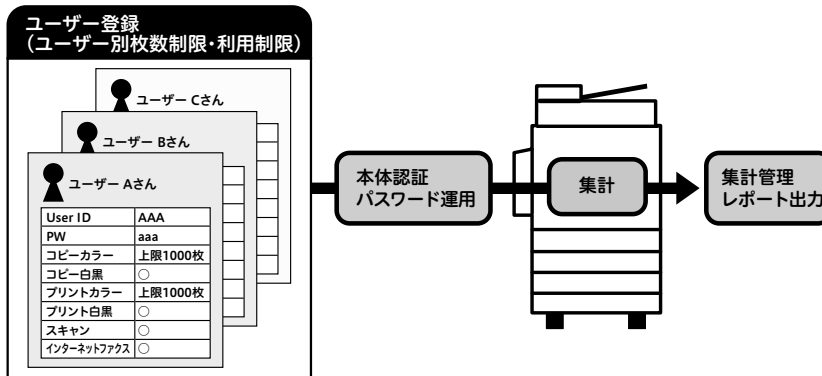 ユーザー登録
(ユーザー別枚数制限・利用制限)
ユーザー Cさん
ユーザー Bさん
ユーザー Aさん
User ID AAA
PW aaa
コピーカラー 上限1000枚
コピー白黒 ○
プリントカラー 上限1000枚
プリント白黒 ○
スキャン ○
インターネットファクス ○
本体認証
パスワード運用
集計
集計管理
レポート出力